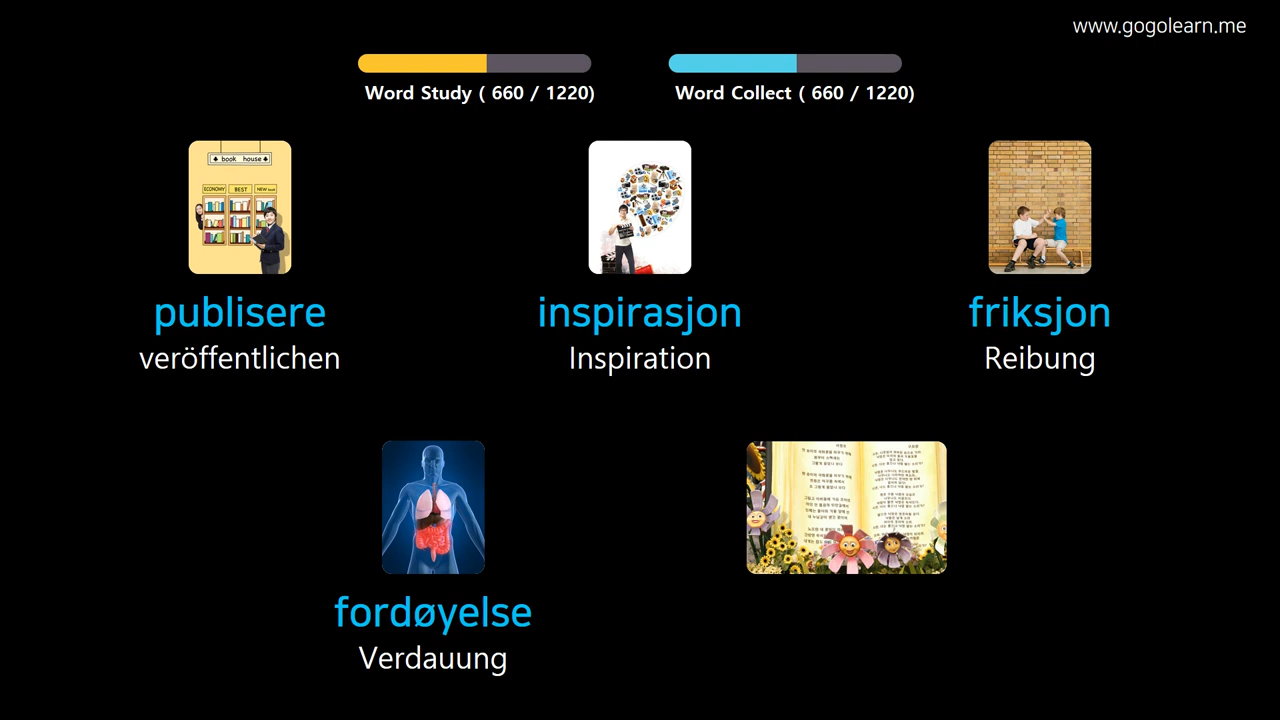 www.gogolearn.me
Word Study ( 660 / 1220)
Word Collect ( 660 / 1220)
book house
ECONOMY BEST NEW book
publisere
veröffentlichen
inspirasjon
Inspiration
friksjon
Reibung
fordøyelse
Verdauung